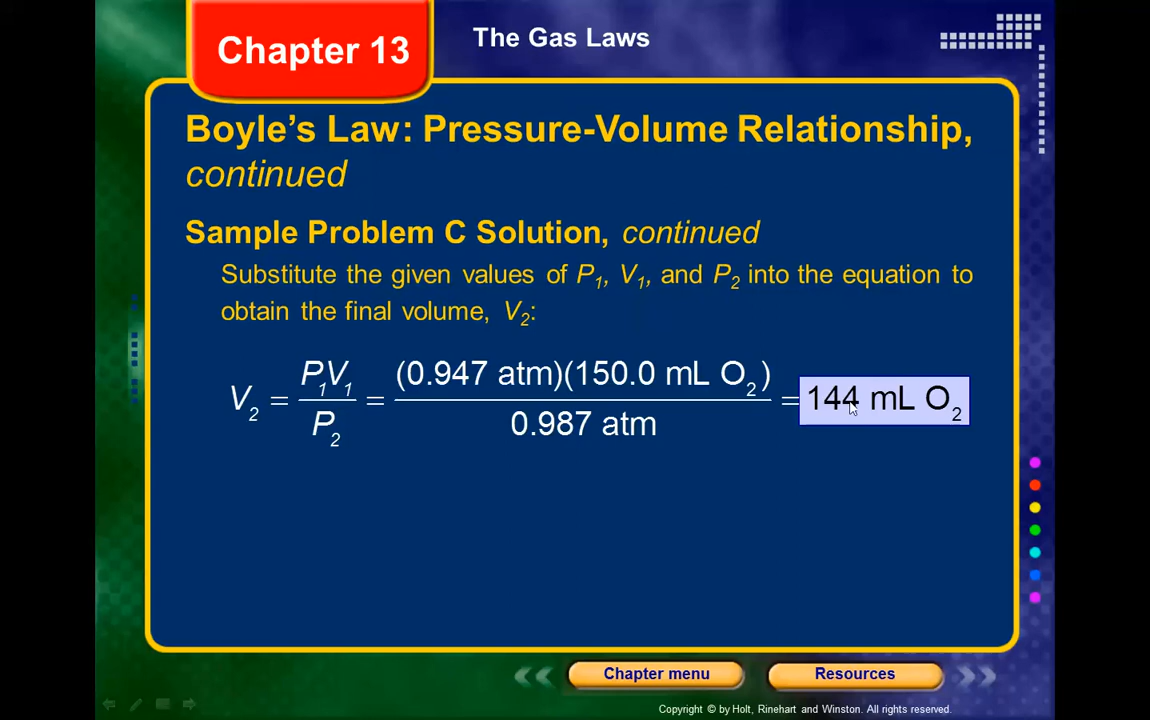 Chapter 13
The Gas Laws
Boyle's Law: Pressure-Volume Relationship,
continued
Sample Problem C Solution, continued
Substitute the given values of P₁, V₁, and P₂ into the equation to
obtain the final volume, V₂:
V₂ = P₁V₁ / P₂ = (0.947 atm)(150.0 mL O₂) / 0.987 atm = 144 mL O₂
Chapter menu
Resources
Copyright © by Holt, Rinehart and Winston. All rights reserved.